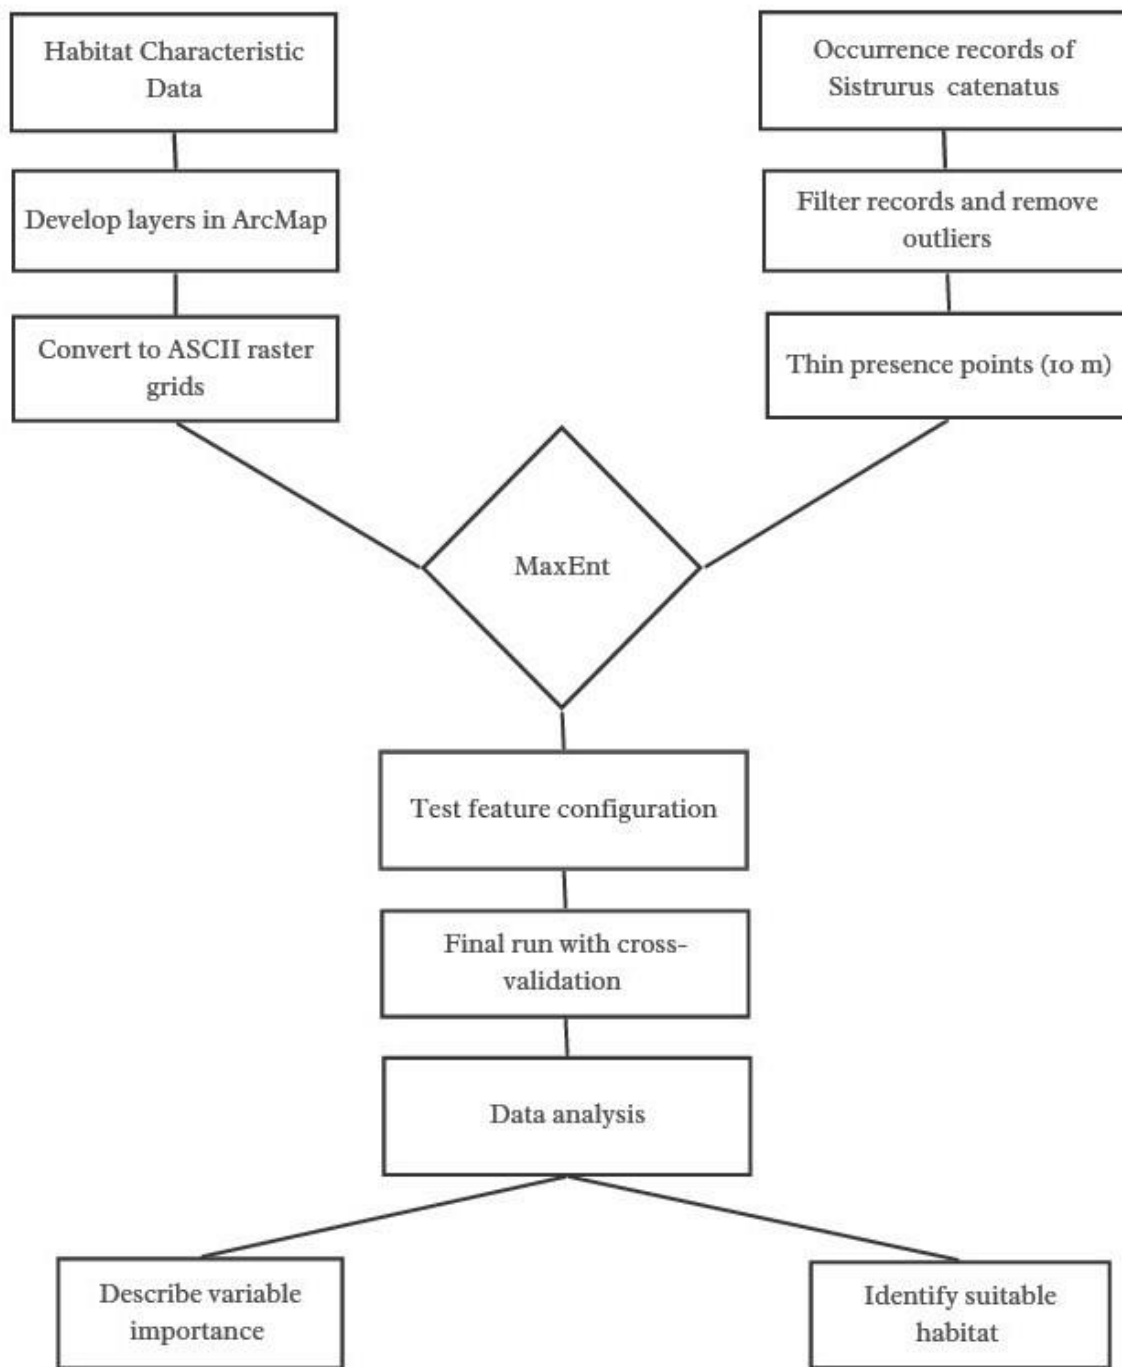 Habitat Characteristic
Data
Occurrence records of
Sistrurus catenatus
Develop layers in ArcMap
Filter records and remove
outliers
Convert to ASCII raster
grids
Thin presence points (10 m)
MaxEnt
Test feature configuration
Final run with cross-
validation
Data analysis
Describe variable
importance
Identify suitable
habitat